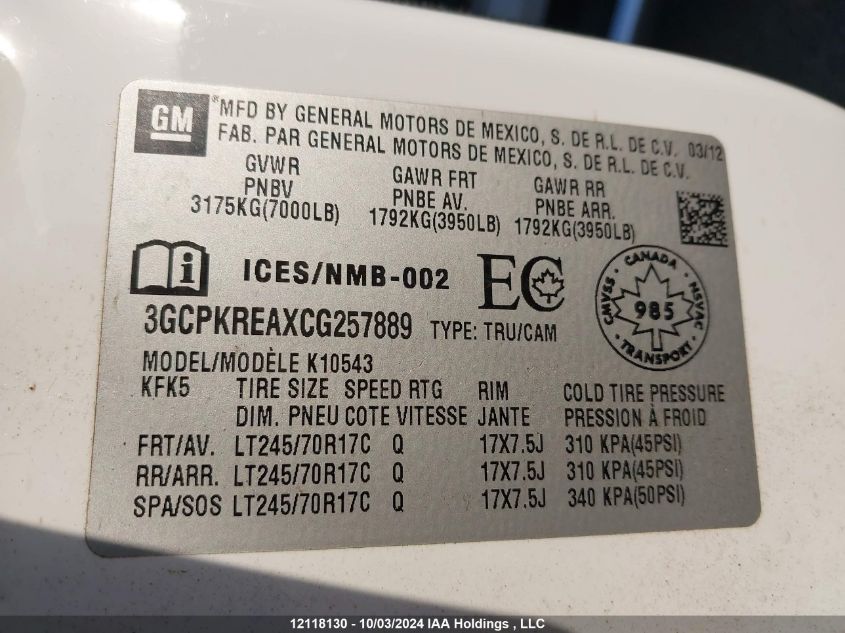 GM
*MFD BY GENERAL MOTORS DE MEXICO, S. DE R.L. DE C.V. 03/12
FAB. PAR GENERAL MOTORS DE MEXICO, S. DE R.L. DE C.V.
GVWR GAWR FRT GAWR RR
PNBV PNBE AV. PNBE ARR.
3175KG(7000LB) 1792KG(3950LB) 1792KG(3950LB)
i ICES/NMB-002 EC
CANADA
CMVSS 985 NSVAC
TRANSPORT
3GCPKREAXCG257889 TYPE: TRU/CAM
MODEL/MODÈLE K10543
KFK5 TIRE SIZE SPEED RTG RIM COLD TIRE PRESSURE
DIM. PNEU COTE VITESSE JANTE PRESSION À FROID
FRT/AV. LT245/70R17C Q 17X7.5J 310 KPA(45PSI)
RR/ARR. LT245/70R17C Q 17X7.5J 310 KPA(45PSI)
SPA/SOS LT245/70R17C Q 17X7.5J 340 KPA(50PSI)
12118130 - 10/03/2024 IAA Holdings , LLC